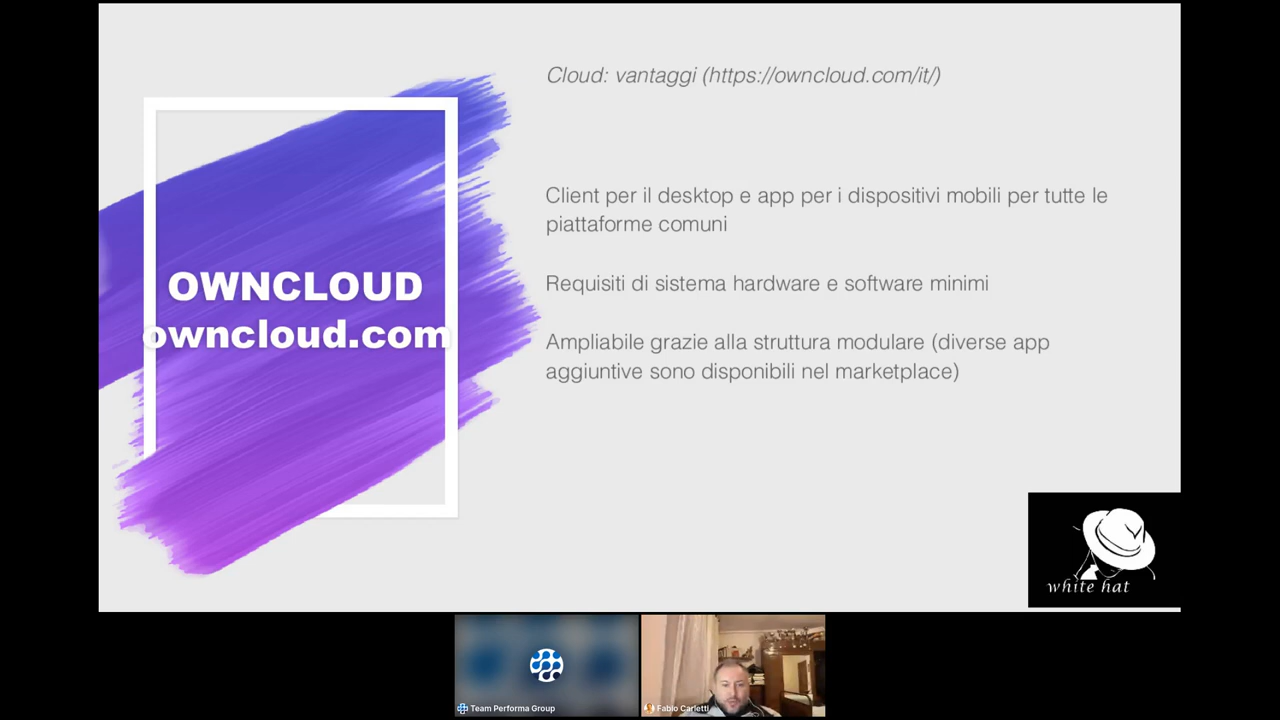 Cloud: vantaggi (https://owncloud.com/it/)
Client per il desktop e app per i dispositivi mobili per tutte le
piattaforme comuni
Requisiti di sistema hardware e software minimi
Ampliabile grazie alla struttura modulare (diverse app
aggiuntive sono disponibili nel marketplace)
OWNCLOUD
owncloud.com
white hat
Team Performa Group
Fabio Carletti